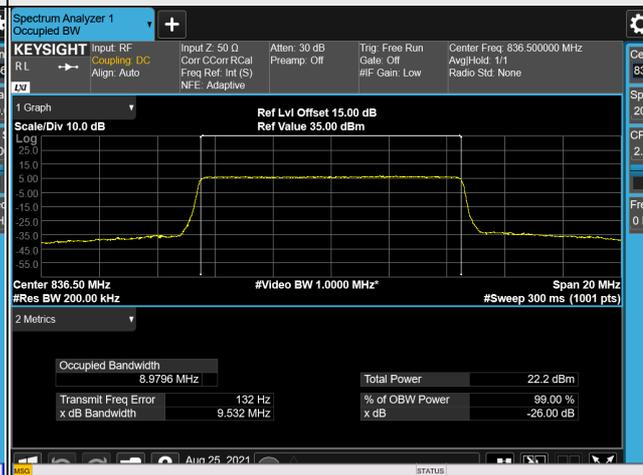 Spectrum Analyzer 1
Occupied BW
KEYSIGHT
RL
LXI
Input: RF
Coupling: DC
Align: Auto
Input Z: 50 Ω
Corr CCorr RCal
Freq Ref: Int (S)
NFE: Adaptive
Atten: 30 dB
Preamp: Off
Trig: Free Run
Gate: Off
#IF Gain: Low
Center Freq: 836.500000 MHz
Avg|Hold: 1/1
Radio Std: None
1 Graph
Scale/Div 10.0 dB
Ref Lvl Offset 15.00 dB
Ref Value 35.00 dBm
Log
25.0
15.0
5.00
-5.00
-15.0
-25.0
-35.0
-45.0
-55.0
Center 836.50 MHz
#Res BW 200.00 kHz
#Video BW 1.0000 MHz*
Span 20 MHz
#Sweep 300 ms (1001 pts)
2 Metrics
Occupied Bandwidth
8.9796 MHz
Transmit Freq Error 132 Hz
x dB Bandwidth 9.532 MHz
Total Power 22.2 dBm
% of OBW Power 99.00 %
x dB -26.00 dB
Aug 25, 2021
MSG
STATUS